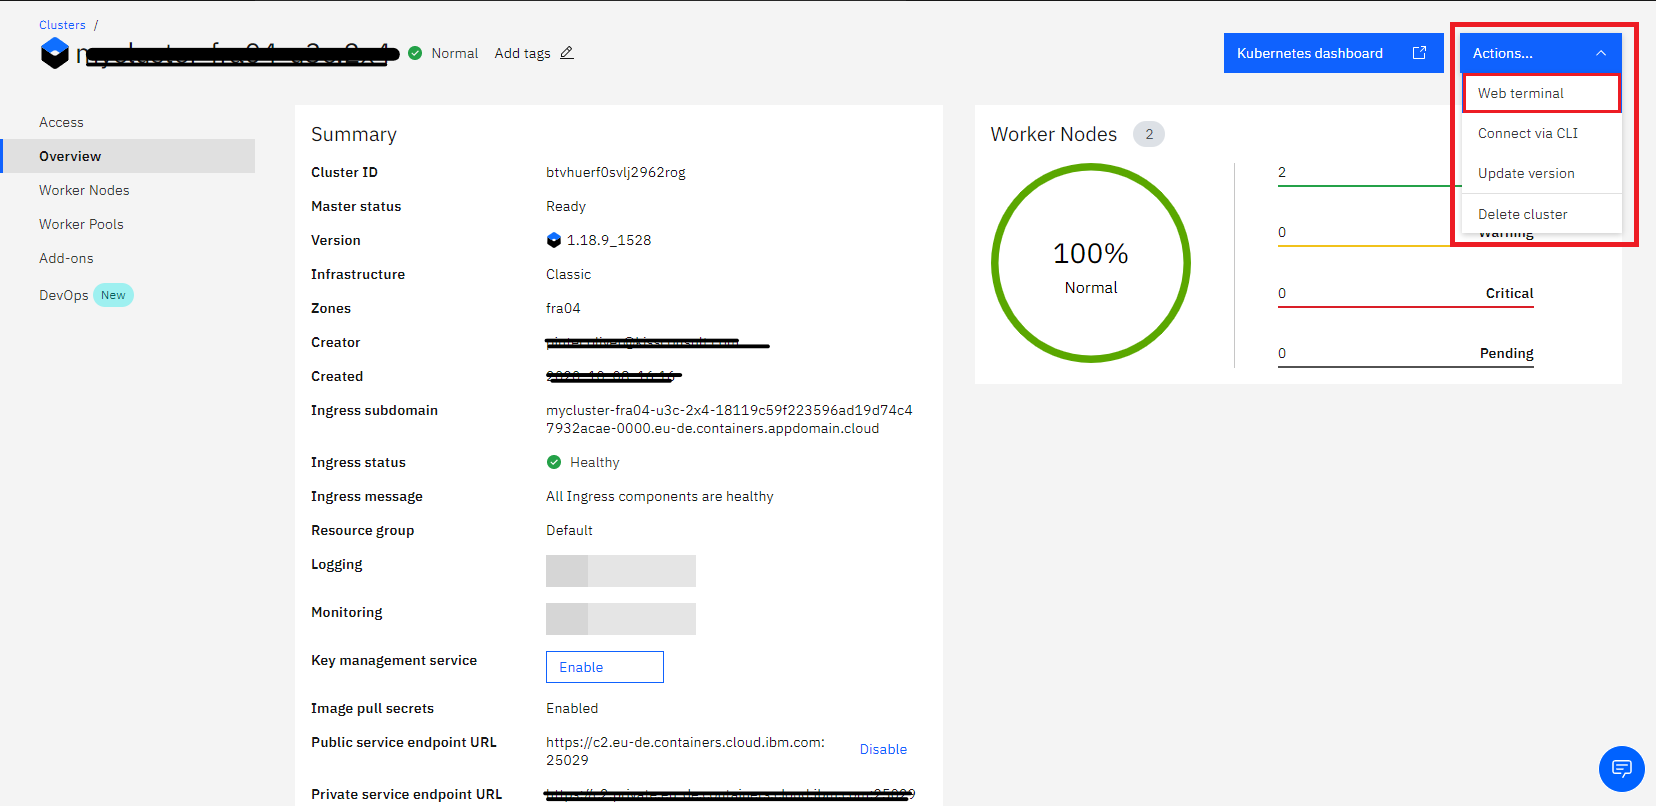 Clusters /
Normal Add tags
Kubernetes dashboard
Actions...
Web terminal
Connect via CLI
Update version
Delete cluster
Access
Overview
Worker Nodes
Worker Pools
Add-ons
DevOps New
Summary
Cluster ID btvhuerf0svlj2962rog
Master status Ready
Version 1.18.9_1528
Infrastructure Classic
Zones fra04
Creator
Created
Ingress subdomain mycluster-fra04-u3c-2x4-18119c59f223596ad19d74c4
7932acae-0000.eu-de.containers.appdomain.cloud
Ingress status Healthy
Ingress message All Ingress components are healthy
Resource group Default
Logging
Monitoring
Key management service Enable
Image pull secrets Enabled
Public service endpoint URL https://c2.eu-de.containers.cloud.ibm.com:
25029 Disable
Private service endpoint URL
Worker Nodes 2
100%
Normal
2
0 Warning
0 Critical
0 Pending